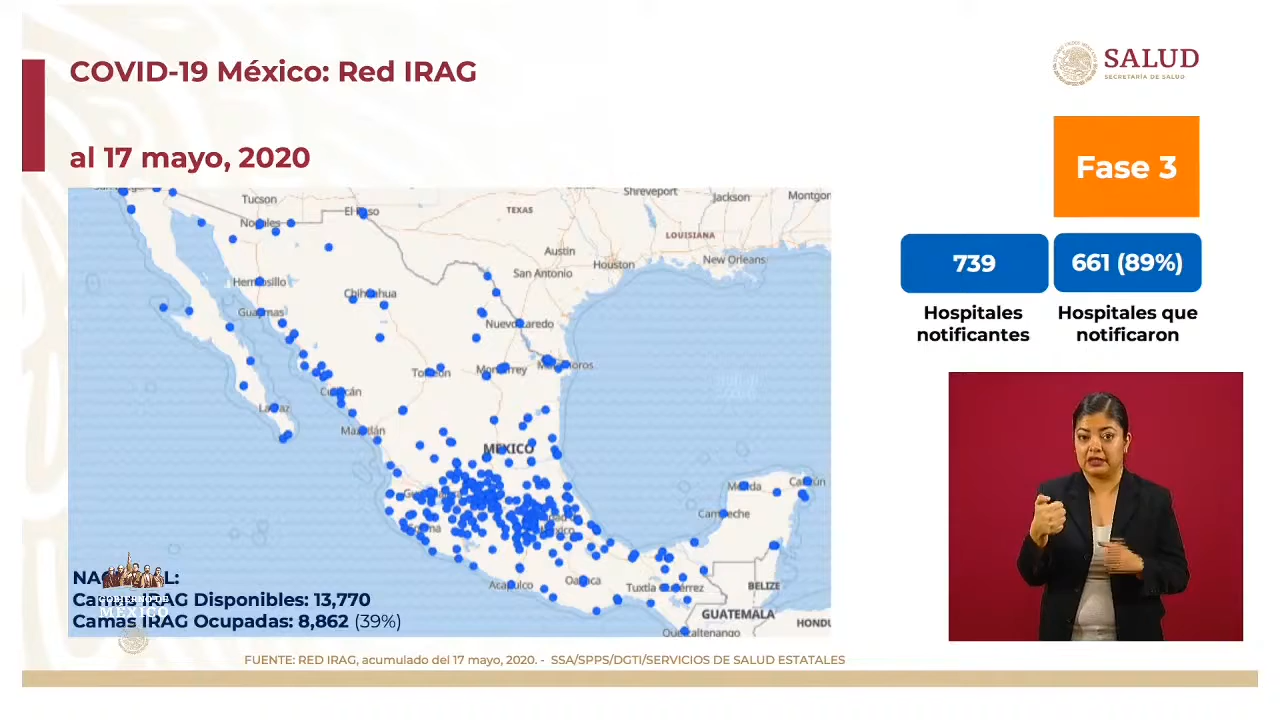 COVID-19 México: Red IRAG
al 17 mayo, 2020
SALUD
SECRETARÍA DE SALUD
Fase 3
739
661 (89%)
Hospitales
notificantes
Hospitales que
notificaron
Tucson
El Paso
Nogales
TEXAS
Shreveport
Jackson
LOUISIANA
Austin
Houston
New Orleans
San Antonio
Hermosillo
Chihuahua
Guaymas
Nuevo Laredo
Torreón
Monterrey
Matamoros
Culiacán
La Paz
Mazatlán
MÉXICO
Mérida
Cancún
Campeche
Acapulco
Oaxaca
Tuxtla Gutiérrez
BELIZE
GUATEMALA
Quetzaltenango
Camas IRAG Disponibles: 13,770
Camas IRAG Ocupadas: 8,862 (39%)
GOBIERNO DE
MÉXICO
FUENTE: RED IRAG, acumulado del 17 mayo, 2020. - SSA/SPPS/DGTI/SERVICIOS DE SALUD ESTATALES